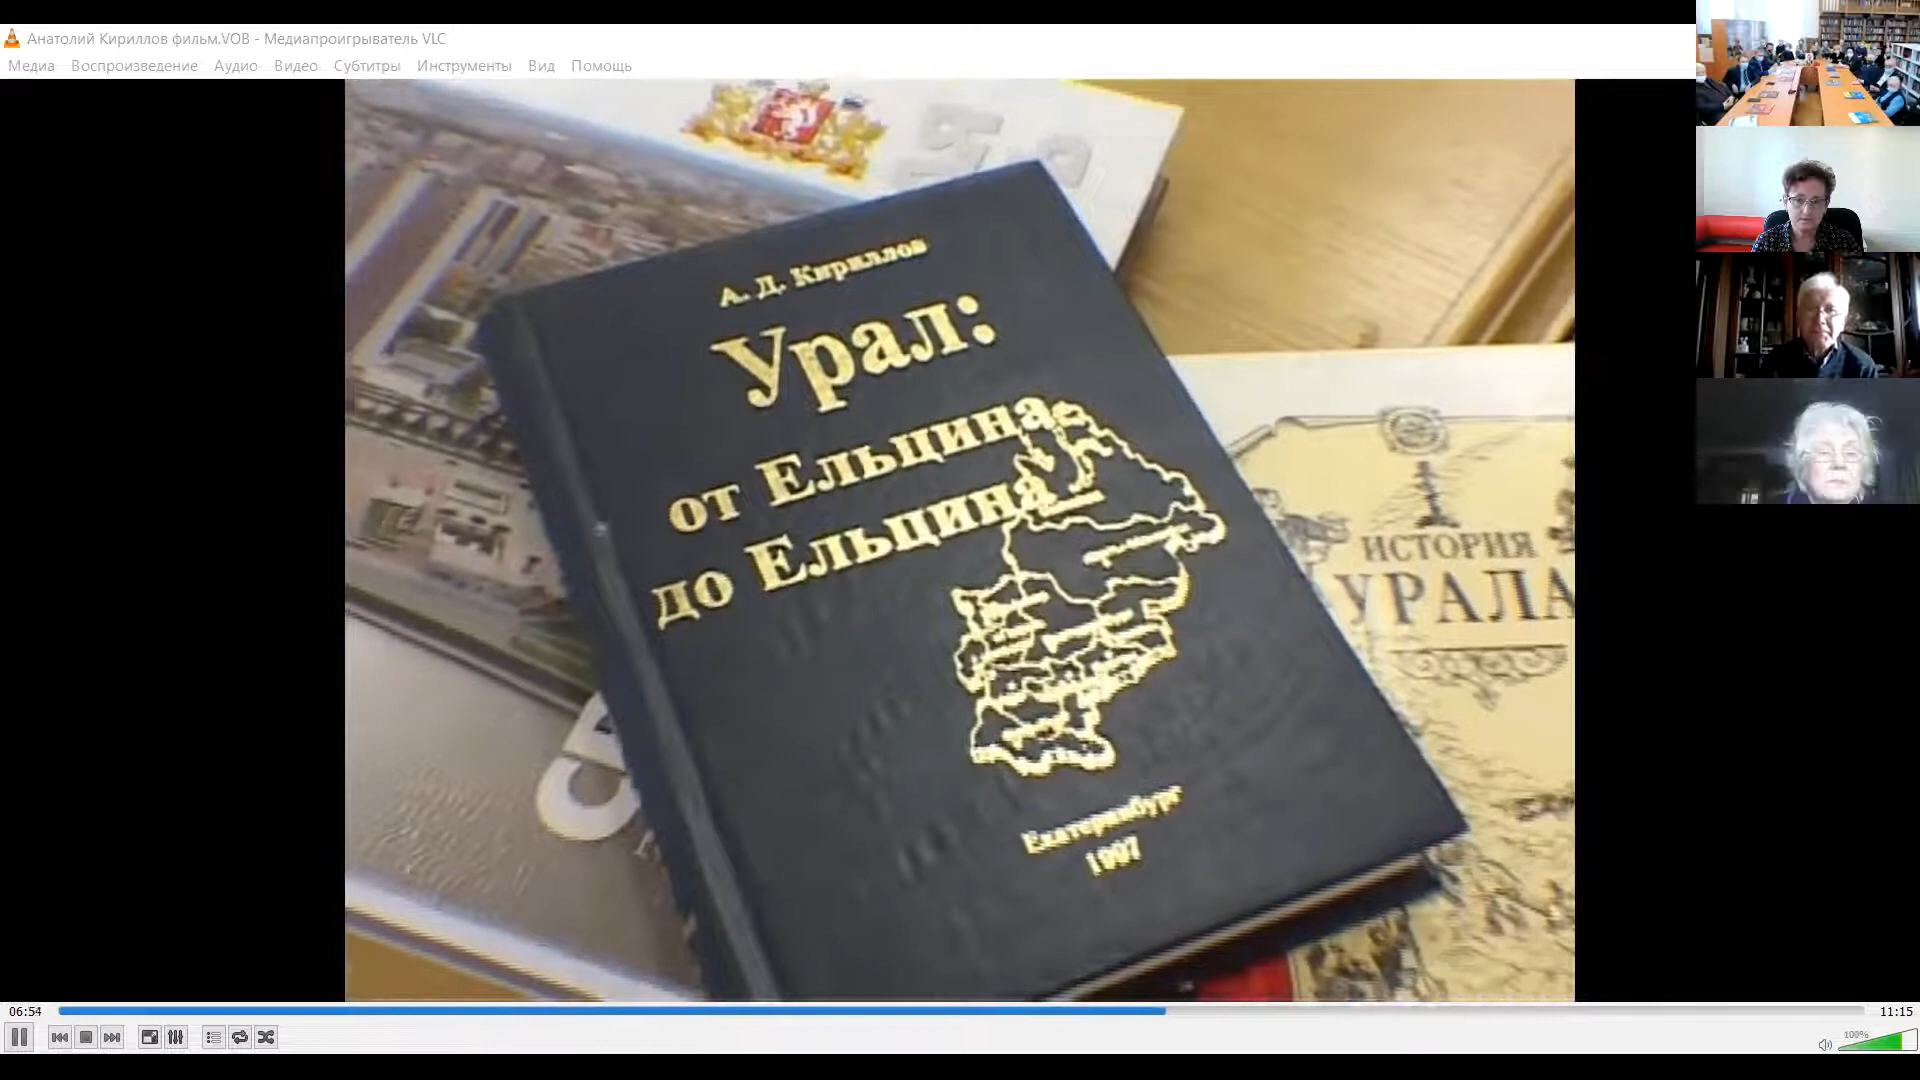 Анатолий Кириллов фильм.VOB - Медиапроигрыватель VLC
Медиа Воспроизведение Аудио Видео Субтитры Инструменты Вид Помощь
А. Д. Кириллов
Урал:
от Ельцина
до Ельцина
Екатеринбург
1997
ИСТОРИЯ
УРАЛА
06:54
11:15
100%